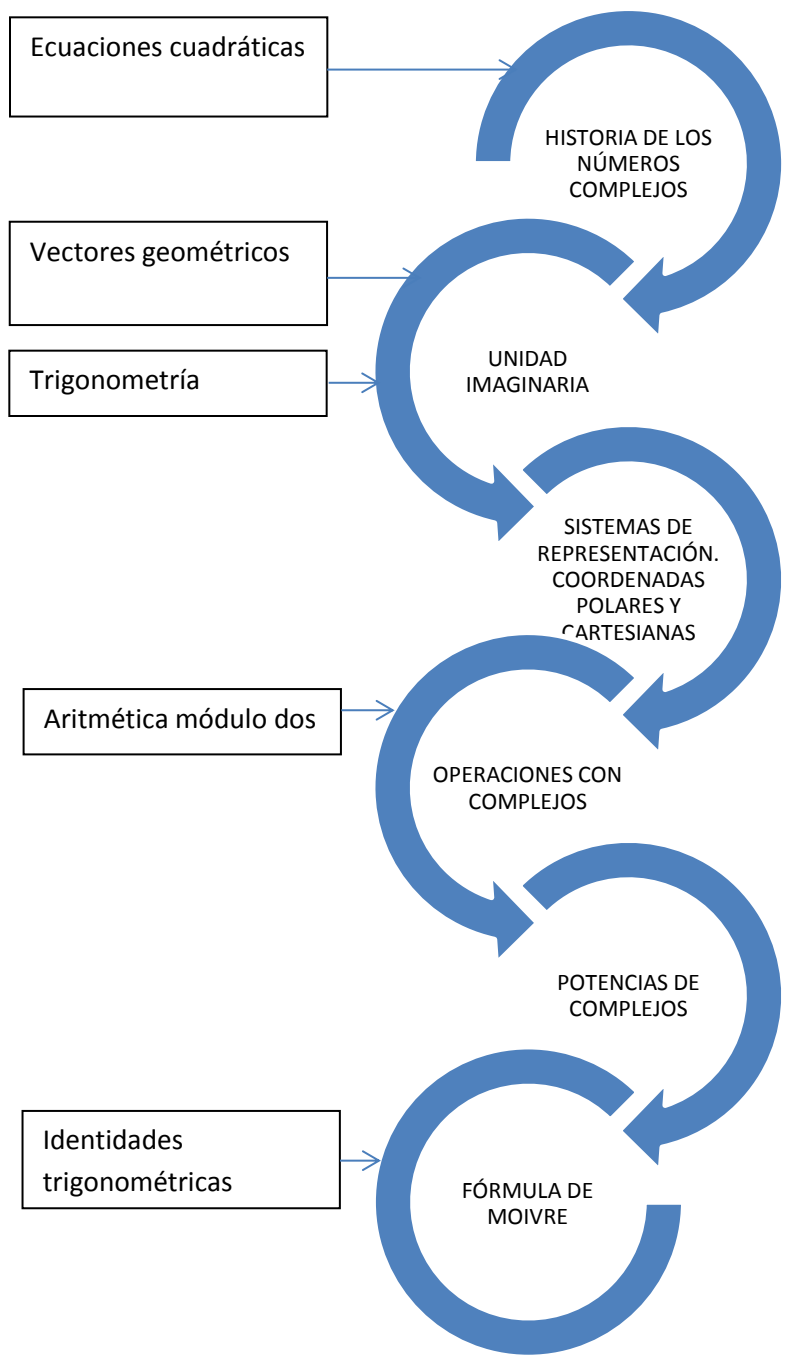 Ecuaciones cuadráticas
HISTORIA DE LOS
NÚMEROS
COMPLEJOS
Vectores geométricos
UNIDAD
IMAGINARIA
Trigonometría
SISTEMAS DE
REPRESENTACIÓN.
COORDENADAS
POLARES Y
CARTESIANAS
Aritmética módulo dos
OPERACIONES CON
COMPLEJOS
POTENCIAS DE
COMPLEJOS
Identidades
trigonométricas
FÓRMULA DE
MOIVRE